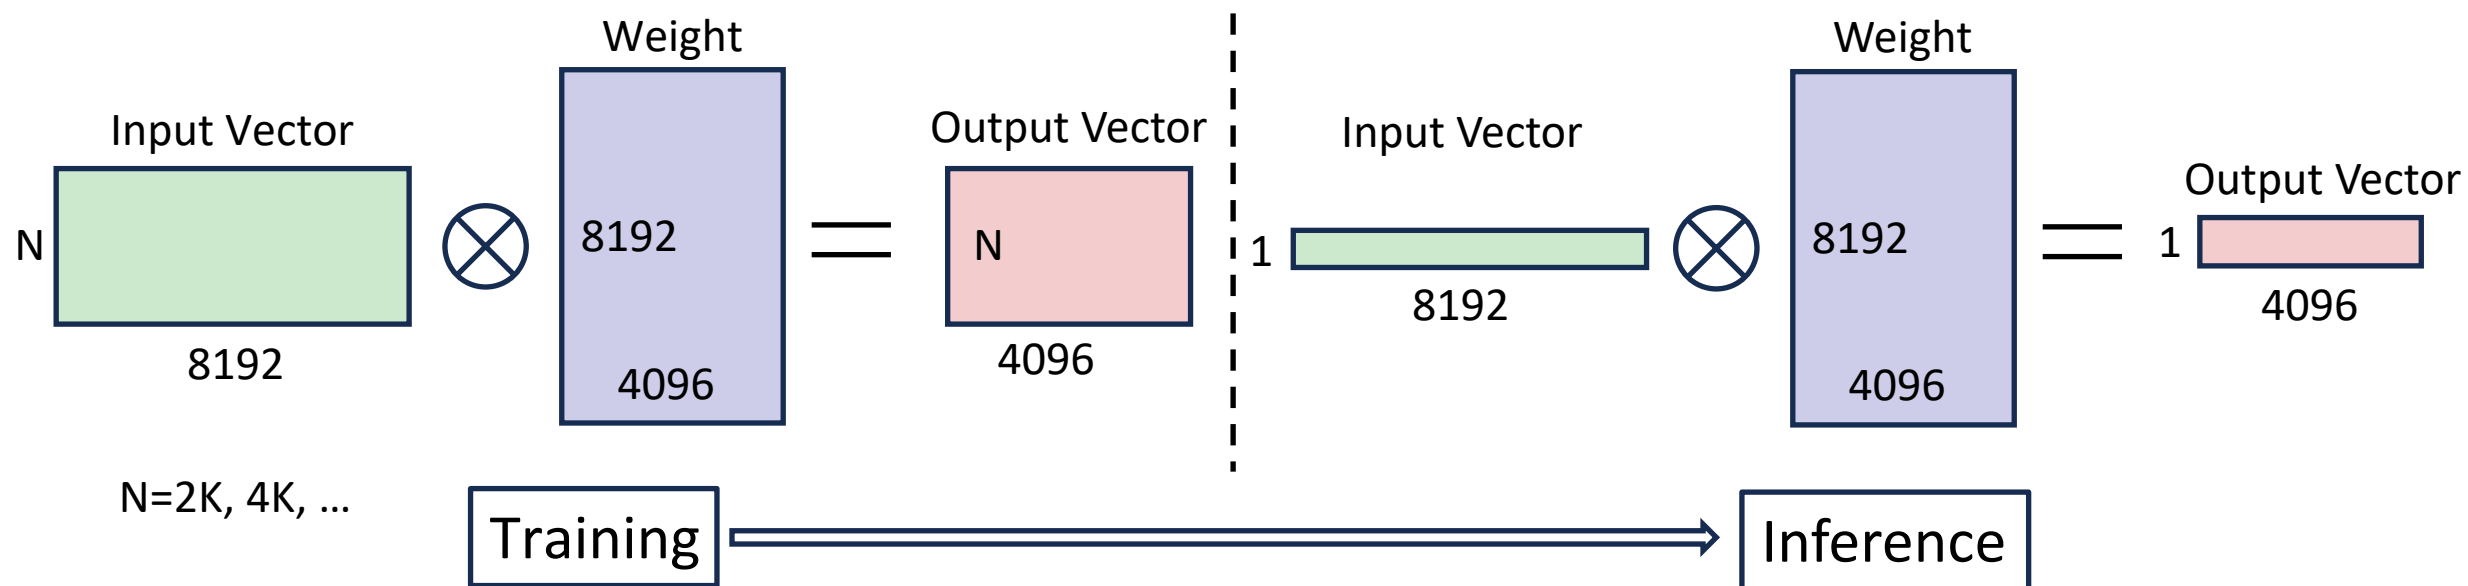 Weight
Input Vector
Output Vector
N
8192
N
8192
4096
4096
N=2K, 4K, ...
Training
Weight
Input Vector
Output Vector
1
8192
1
8192
4096
4096
Inference